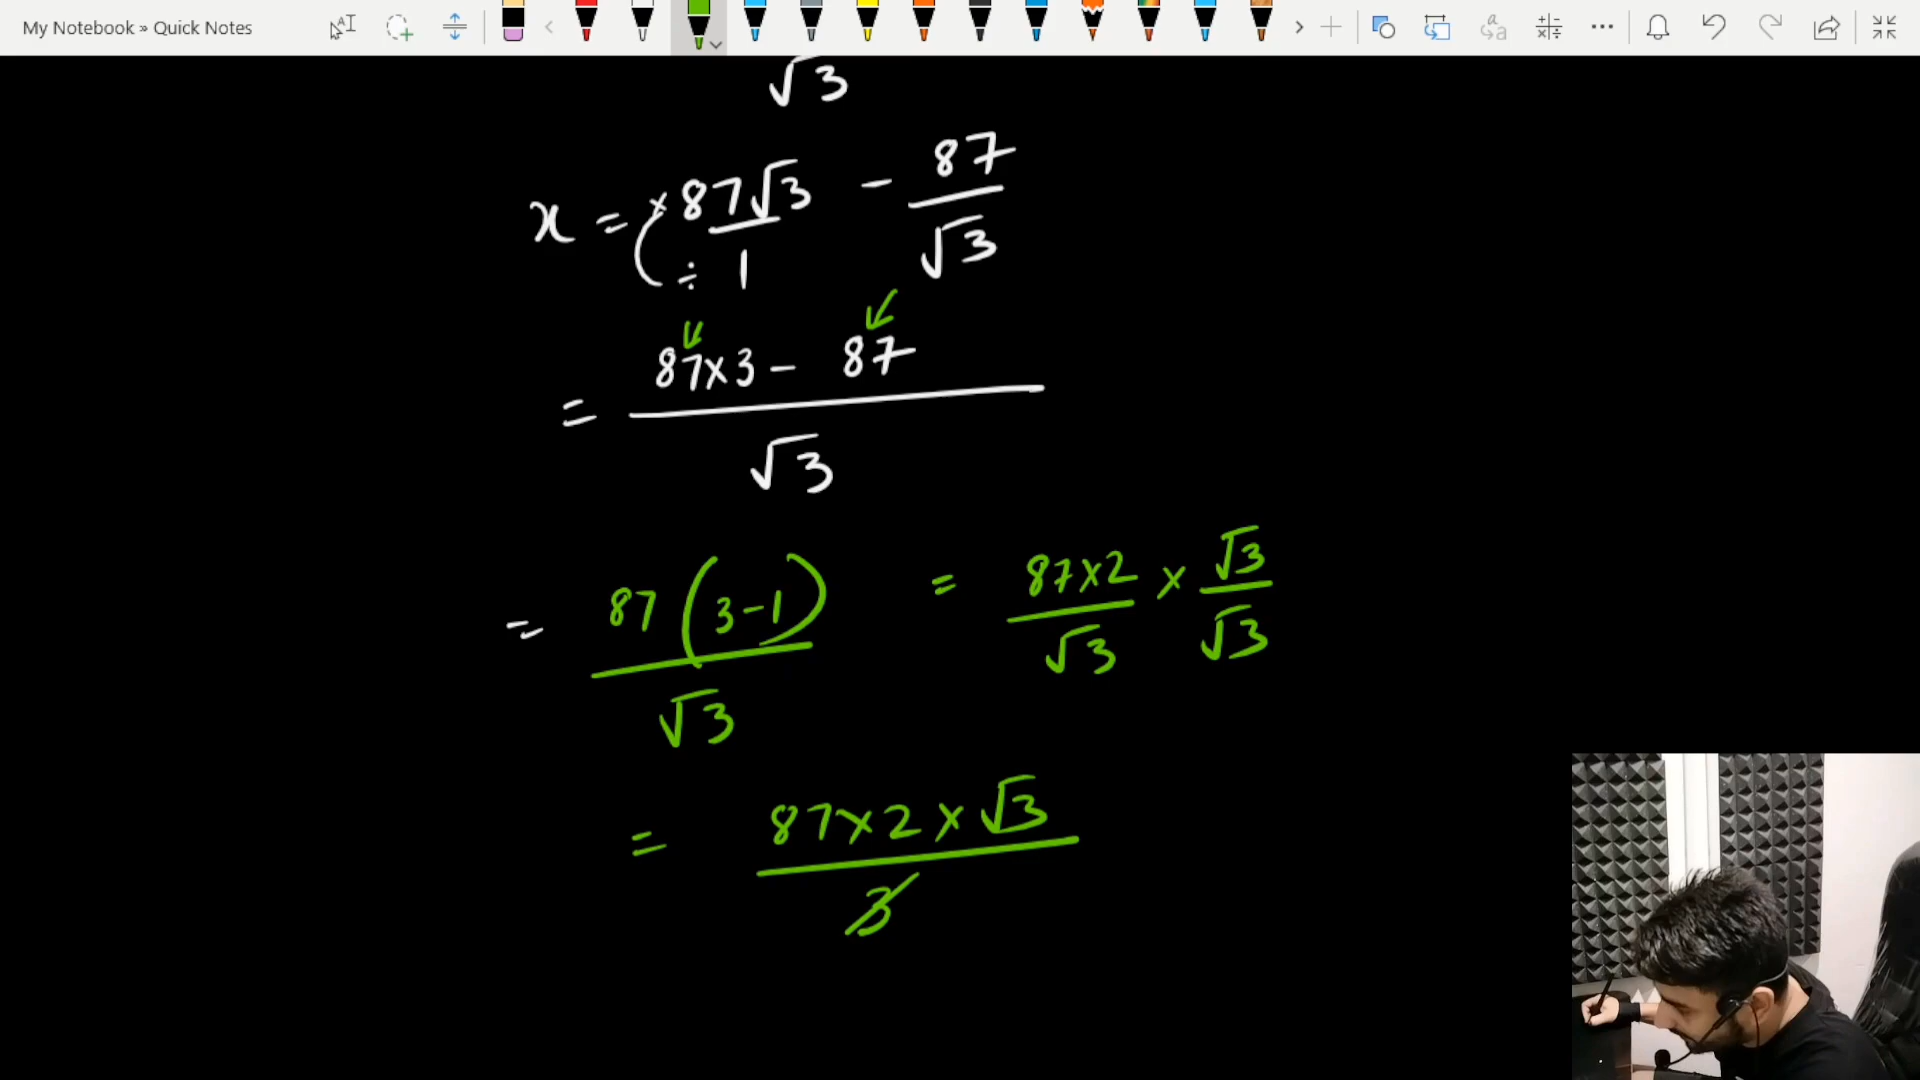 My Notebook » Quick Notes
√3
x = 87√3/1 − 87/√3
× ÷
= (87×3 − 87)/√3
= 87(3−1)/√3 = 87×2/√3 × √3/√3
= 87×2×√3/3